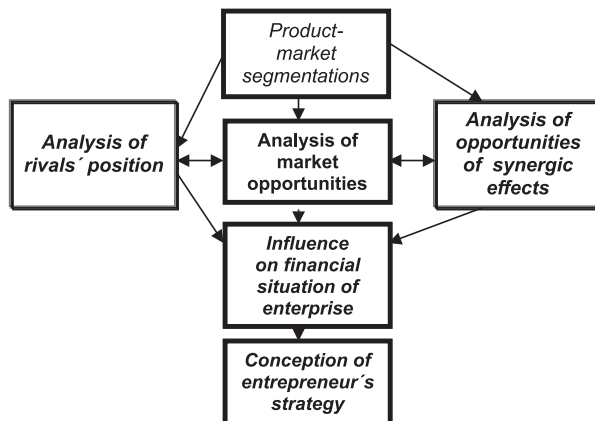 Product-
market
segmentations
Analysis of
rivals´ position
Analysis of
market
opportunities
Analysis of
opportunities
of synergic
effects
Influence
on financial
situation of
enterprise
Conception of
entrepreneur´s
strategy